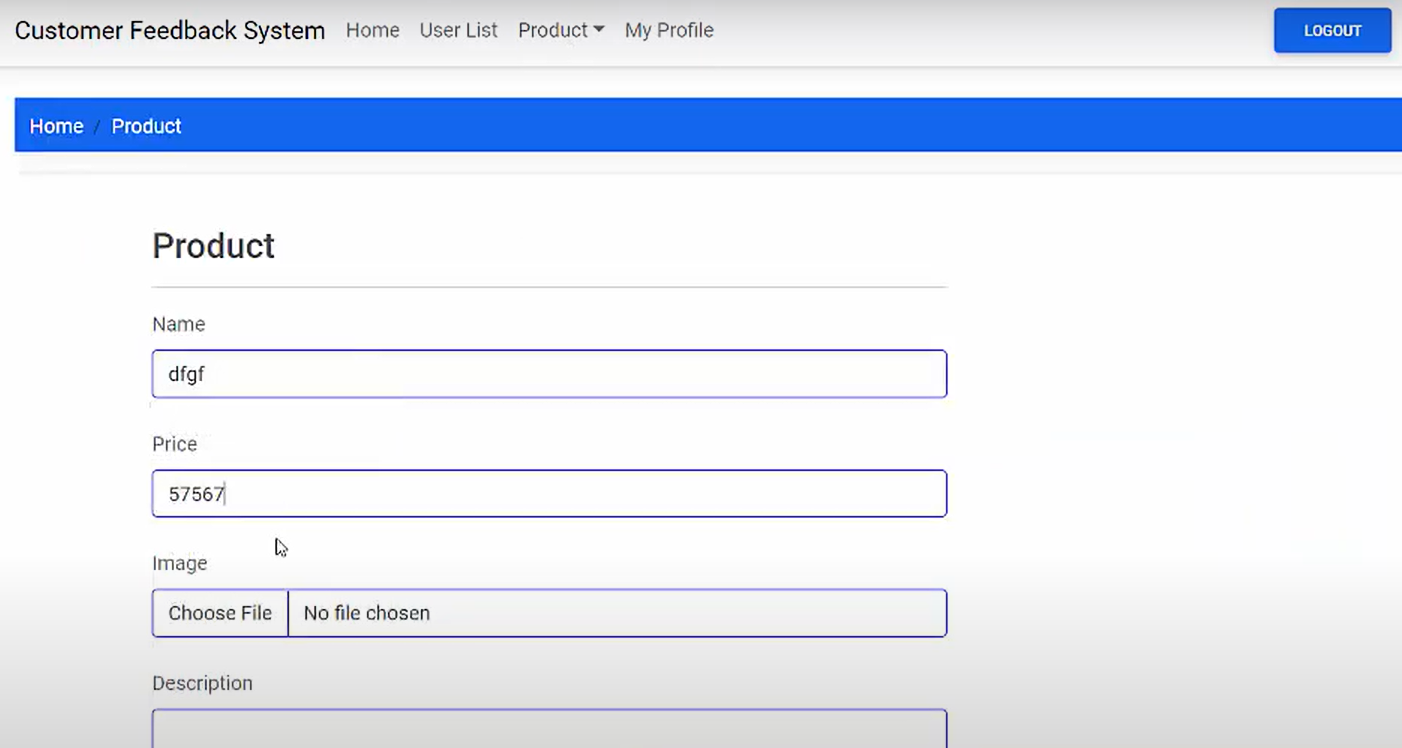 Customer Feedback System Home User List Product My Profile LOGOUT
Home / Product
Product
Name
dfgf
Price
57567
Image
Choose File No file chosen
Description